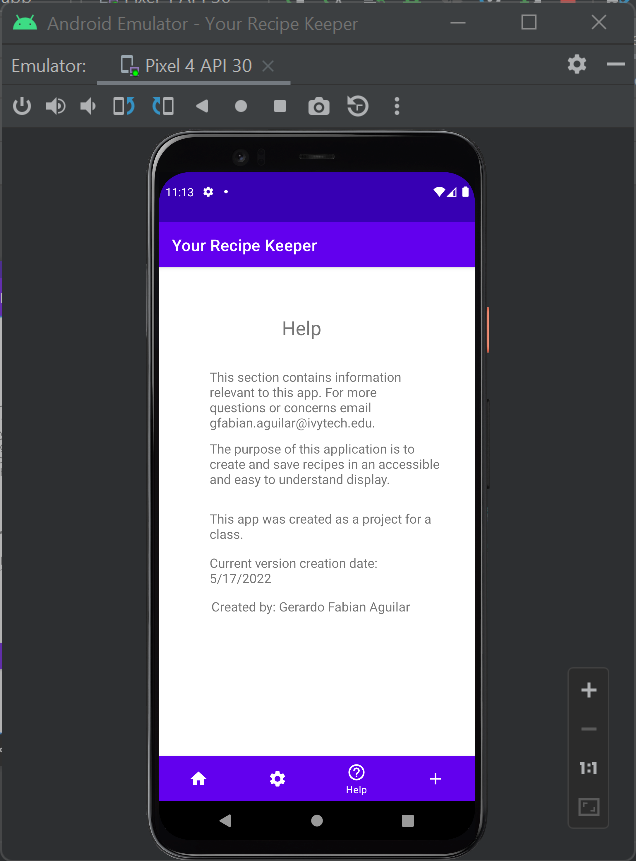 Android Emulator - Your Recipe Keeper
Emulator: Pixel 4 API 30
11:13
Your Recipe Keeper
Help
This section contains information
relevant to this app. For more
questions or concerns email
gfabian.aguilar@ivytech.edu.
The purpose of this application is to
create and save recipes in an accessible
and easy to understand display.
This app was created as a project for a
class.
Current version creation date:
5/17/2022
Created by: Gerardo Fabian Aguilar
Help
1:1